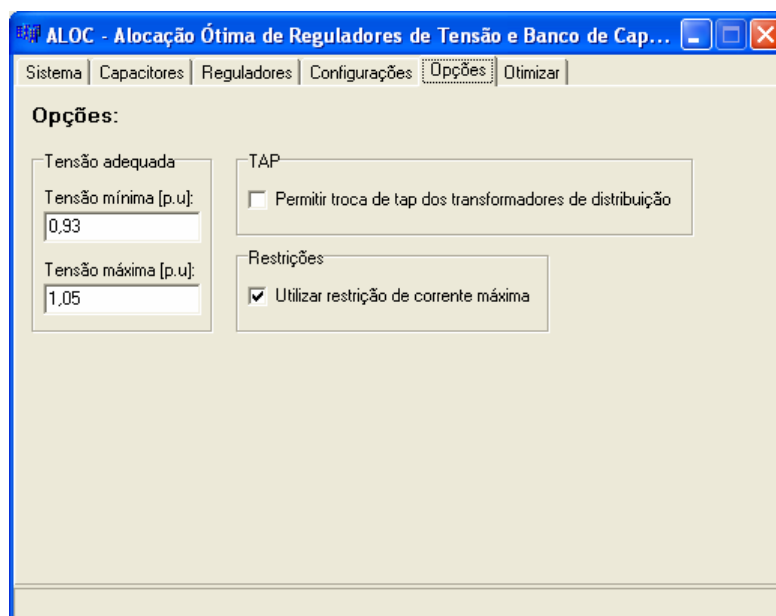 ALOC - Alocação Ótima de Reguladores de Tensão e Banco de Cap...
Sistema Capacitores Reguladores Configurações Opções Otimizar
Opções:
Tensão adequada
Tensão mínima [p.u]:
0,93
Tensão máxima [p.u]:
1,05
TAP
Permitir troca de tap dos transformadores de distribuição
Restrições
Utilizar restrição de corrente máxima